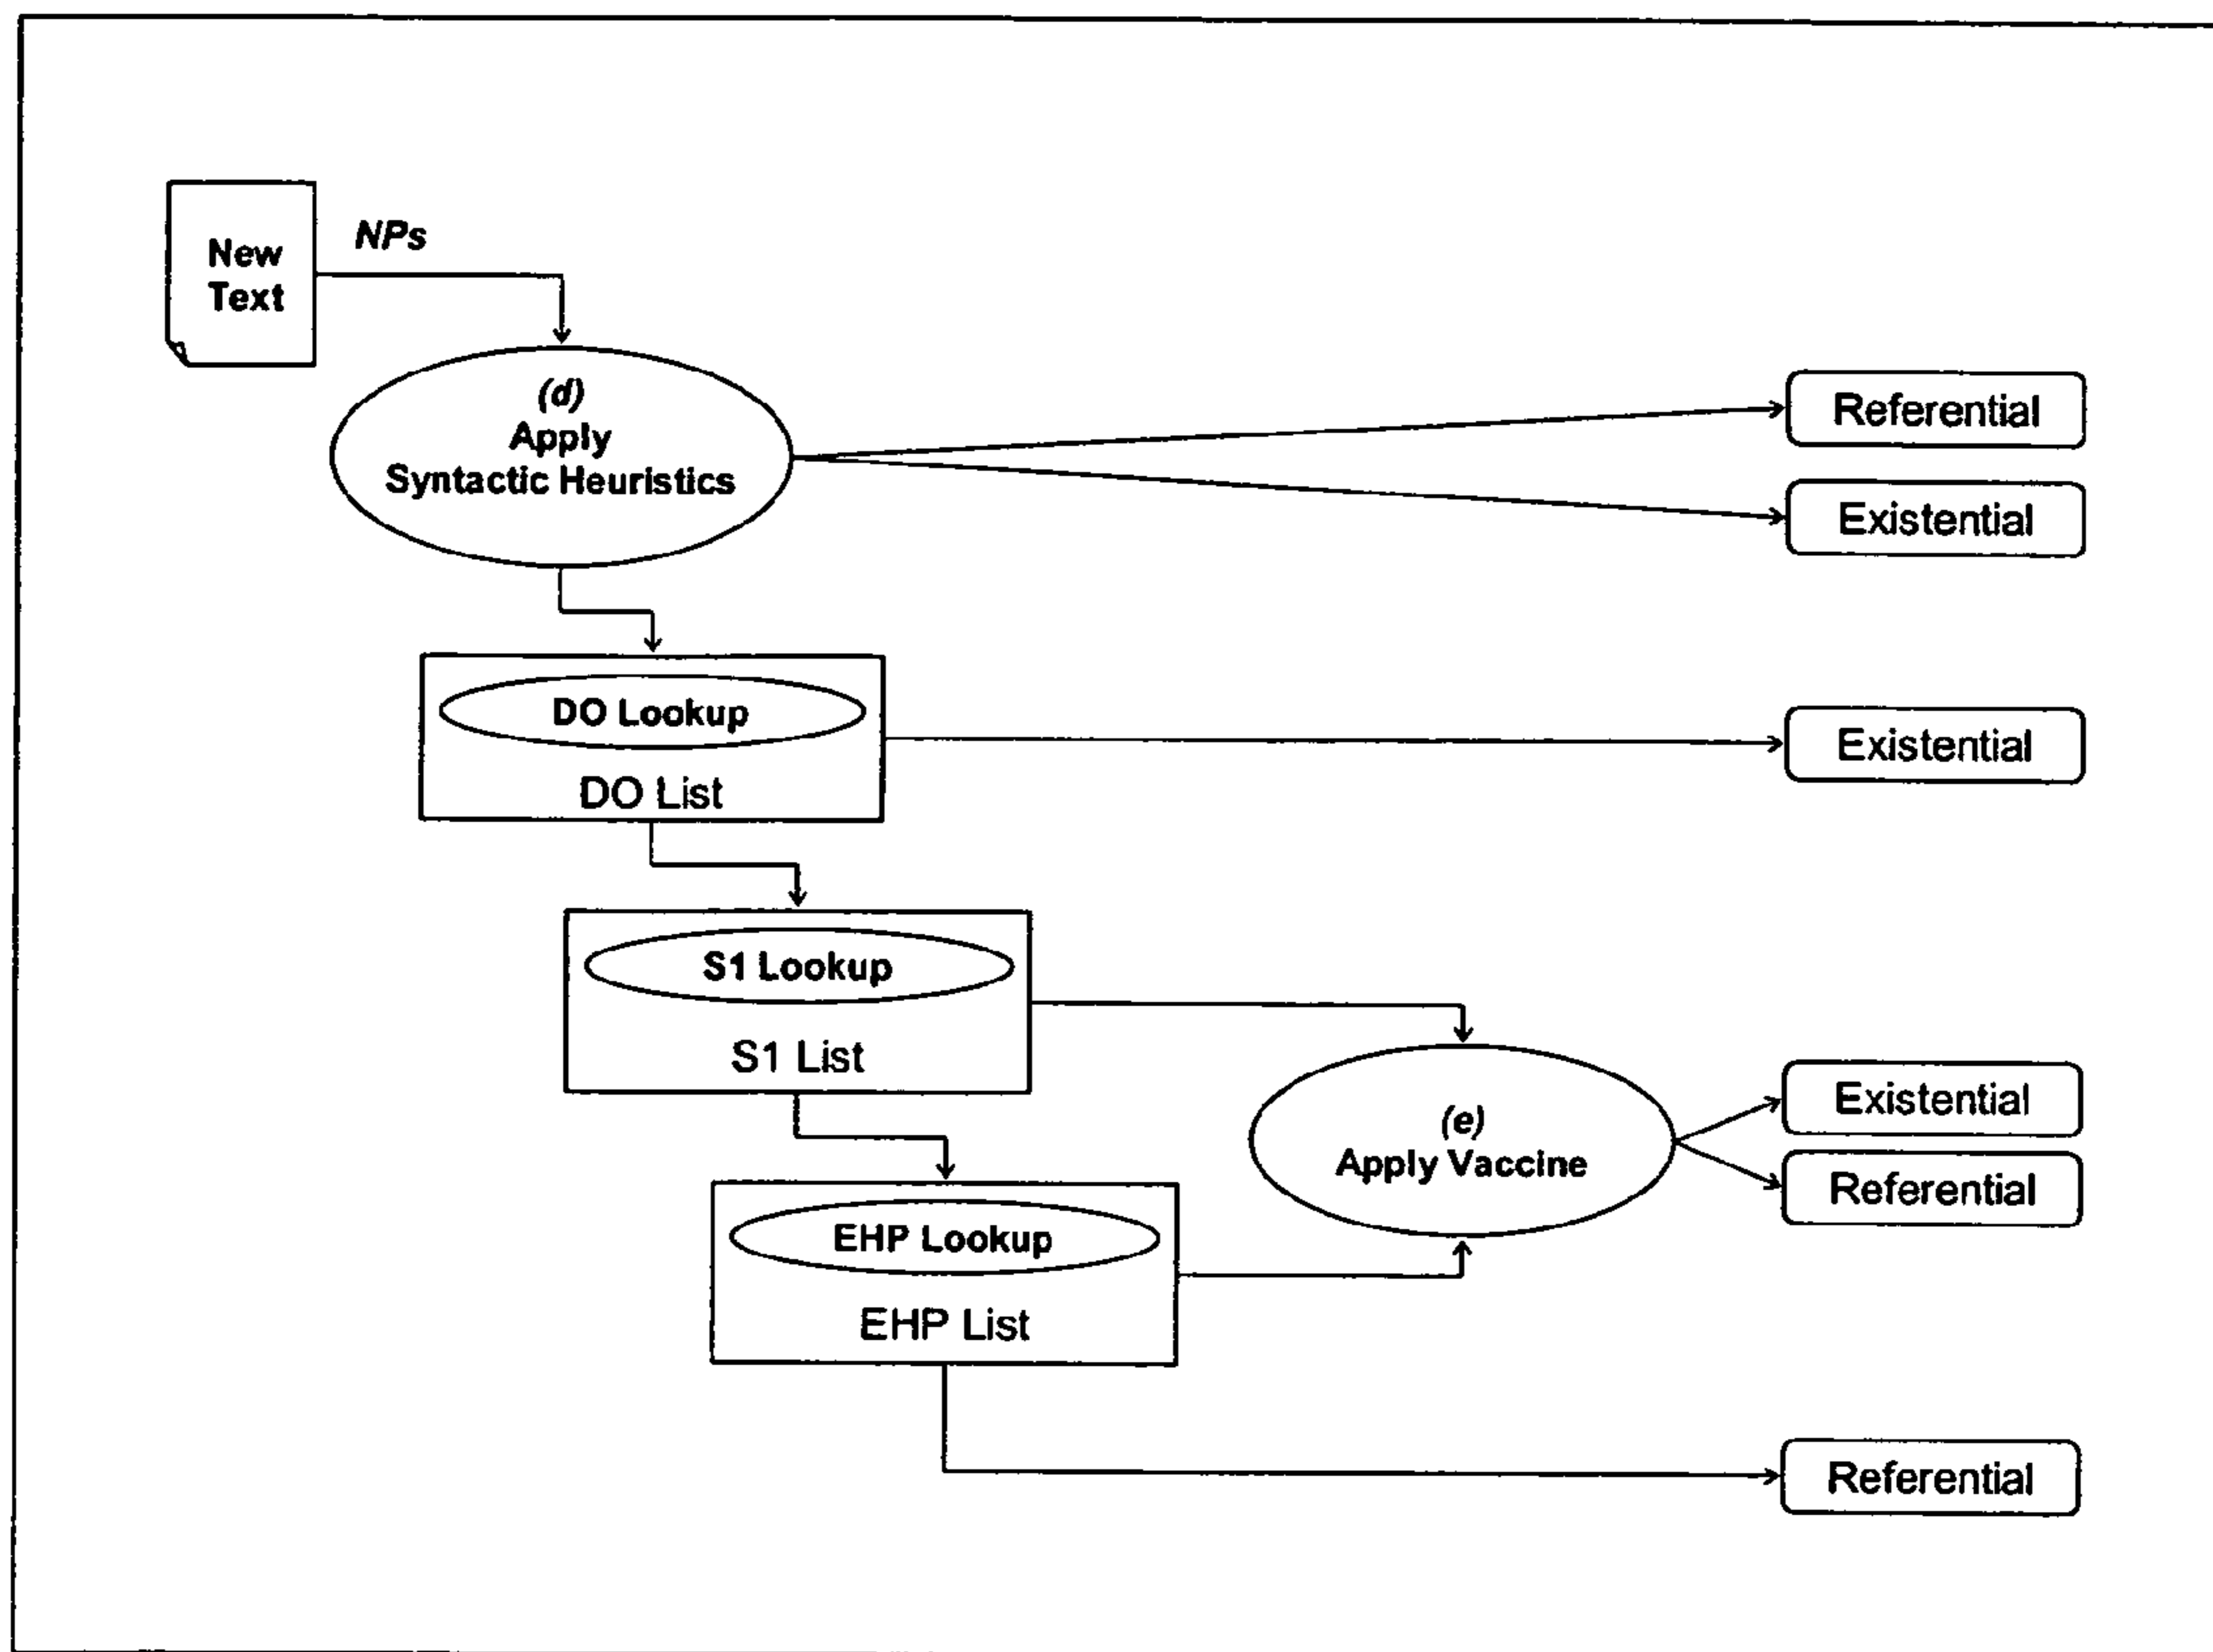 New
Text
NPs
(d)
Apply
Syntactic Heuristics
Referential
Existential
DO Lookup
DO List
Existential
S1 Lookup
S1 List
(e)
Apply Vaccine
Existential
Referential
EHP Lookup
EHP List
Referential